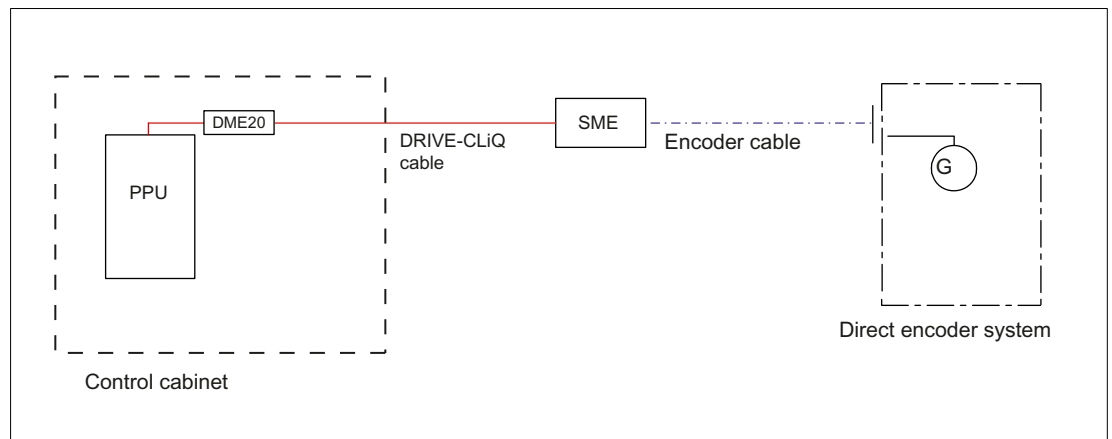 DME20
PPU
DRIVE-CLiQ
cable
SME
Encoder cable
G
Direct encoder system
Control cabinet